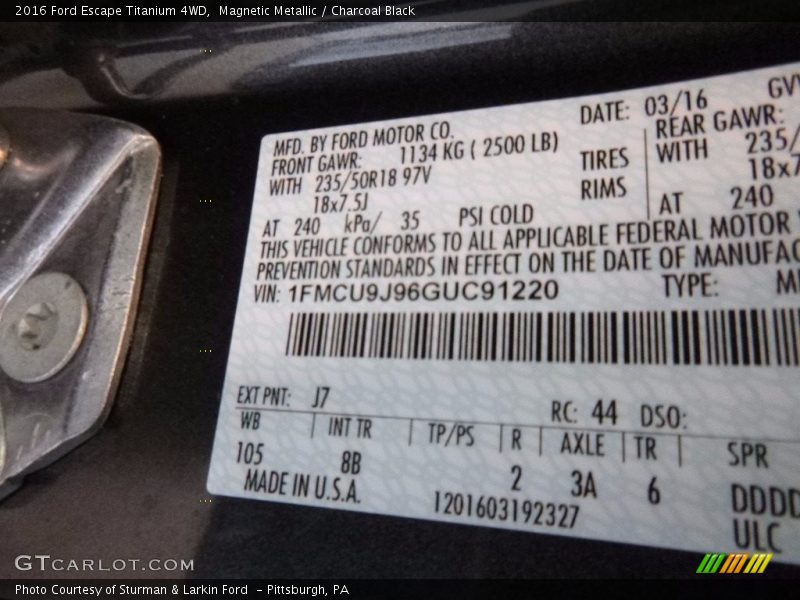 2016 Ford Escape Titanium 4WD,  Magnetic Metallic / Charcoal Black
MFD. BY FORD MOTOR CO. DATE: 03/16
FRONT GAWR: 1134 KG ( 2500 LB) REAR GAWR:
WITH 235/50R18 97V TIRES WITH 235/
18x7.5J RIMS 18x7
AT 240 kPa/ 35 PSI COLD AT 240
THIS VEHICLE CONFORMS TO ALL APPLICABLE FEDERAL MOTOR
PREVENTION STANDARDS IN EFFECT ON THE DATE OF MANUFAC
VIN: 1FMCU9J96GUC91220 TYPE:
EXT PNT: J7 RC: 44 DSO:
WB INT TR TP/PS R AXLE TR SPR
105 8B 2 3A 6 DDDD
MADE IN U.S.A. 1201603192327 ULC
GTCARLOT.COM
Photo Courtesy of Sturman & Larkin Ford  - Pittsburgh, PA